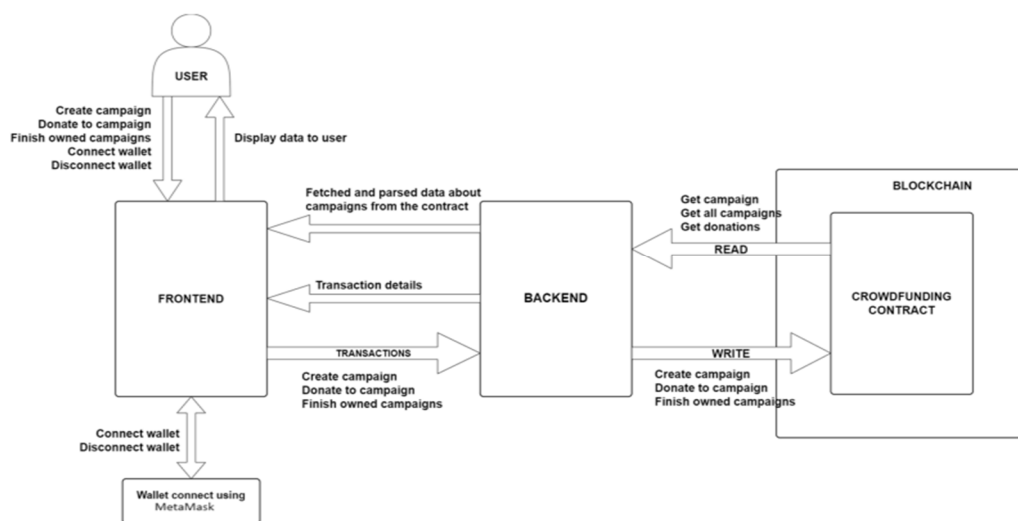 USER
Create campaign
Donate to campaign
Finish owned campaigns
Connect wallet
Disconnect wallet
Display data to user
Fetched and parsed data about
campaigns from the contract
Transaction details
FRONTEND
TRANSACTIONS
Create campaign
Donate to campaign
Finish owned campaigns
BACKEND
Get campaign
Get all campaigns
Get donations
READ
WRITE
Create campaign
Donate to campaign
Finish owned campaigns
BLOCKCHAIN
CROWDFUNDING
CONTRACT
Connect wallet
Disconnect wallet
Wallet connect using
MetaMask